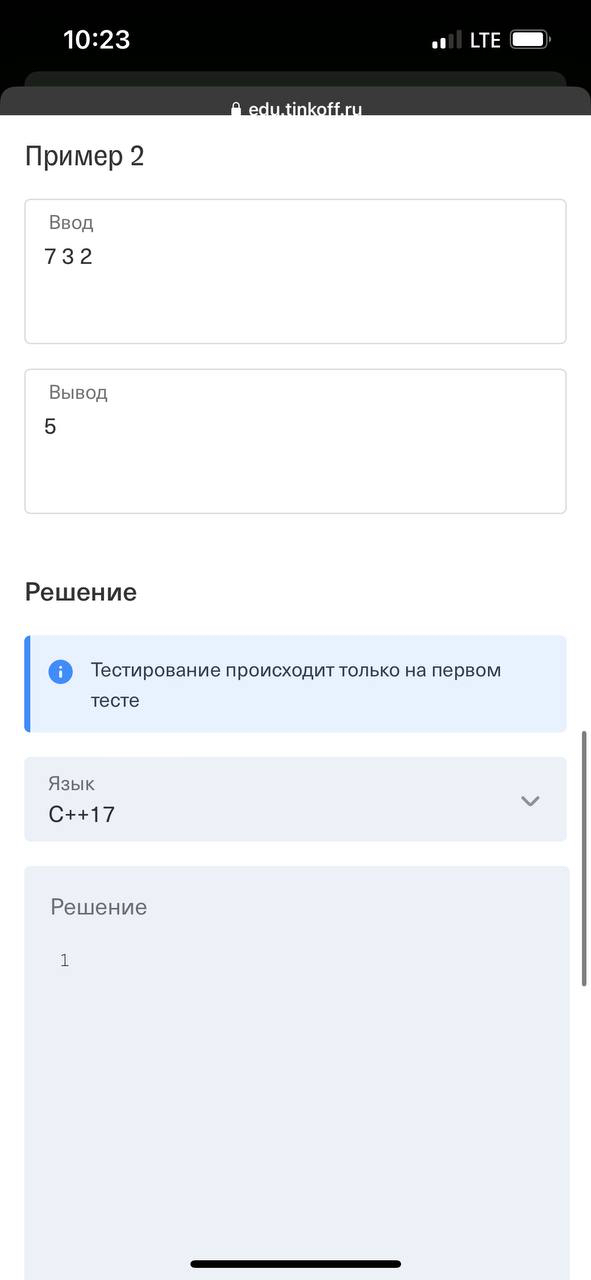 10:23
LTE
edu.tinkoff.ru
Пример 2
Ввод
7 3 2
Вывод
5
Решение
Тестирование происходит только на первом
тесте
Язык
C++17
Решение
1